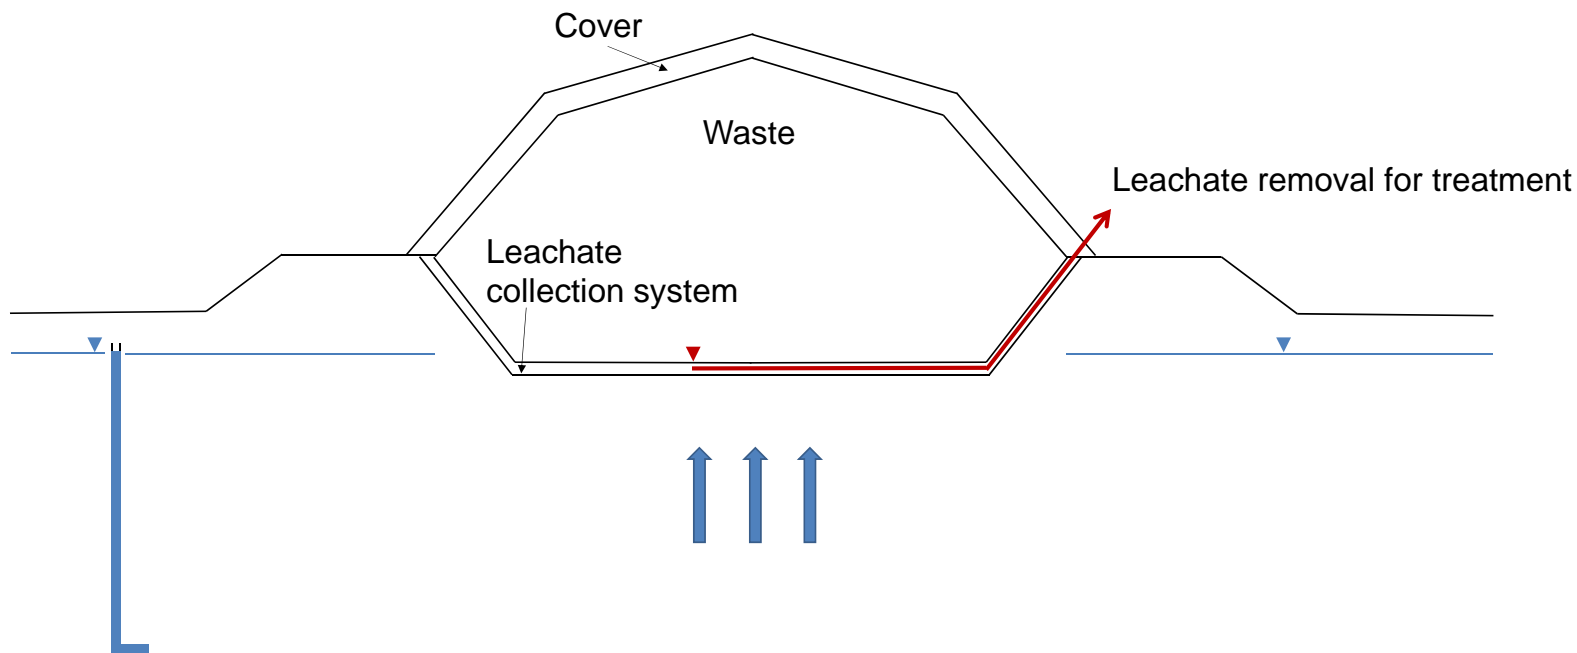 Cover
Waste
Leachate removal for treatment
Leachate
collection system